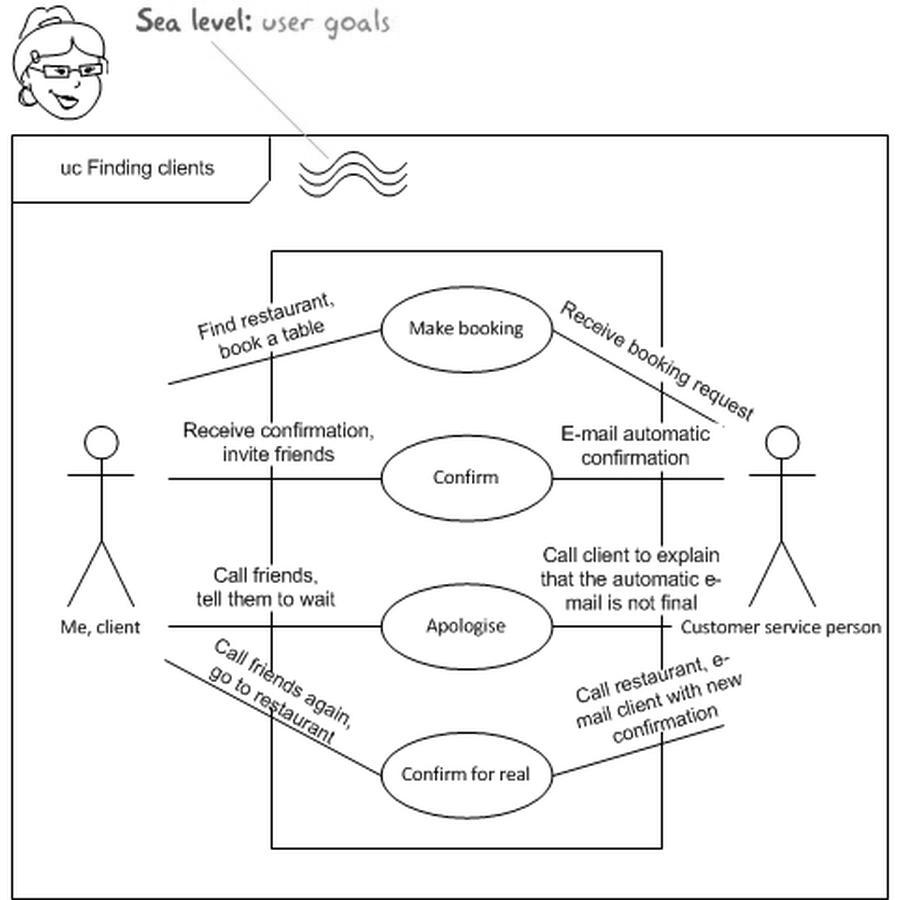 Sea level: user goals
uc Finding clients
Find restaurant,
book a table
Make booking
Receive booking request
Receive confirmation,
invite friends
Confirm
E-mail automatic
confirmation
Call friends,
tell them to wait
Apologise
Call client to explain
that the automatic e-
mail is not final
Me, client
Customer service person
Call friends again,
go to restaurant
Confirm for real
Call restaurant, e-
mail client with new
confirmation